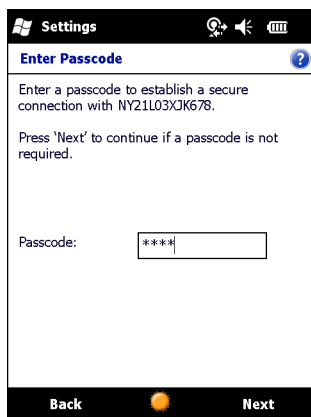 Settings
Enter Passcode
Enter a passcode to establish a secure
connection with NY21L03XJK678.
Press 'Next' to continue if a passcode is not
required.
Passcode: ****
Back Next